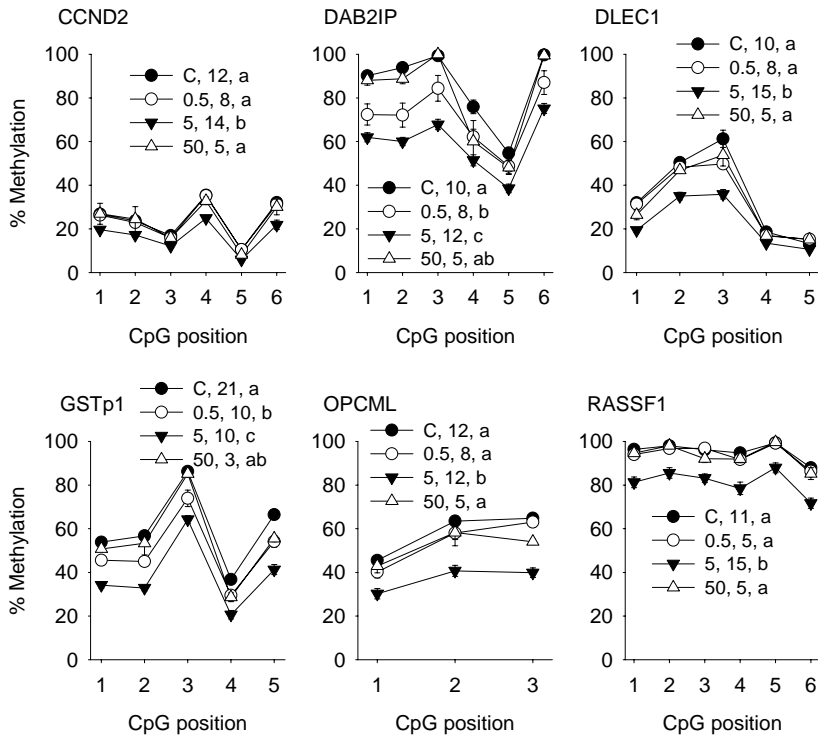 CCND2
DAB2IP
DLEC1
C, 12, a
0.5, 8, a
5, 14, b
50, 5, a
C, 10, a
0.5, 8, b
5, 12, c
50, 5, ab
C, 10, a
0.5, 8, a
5, 15, b
50, 5, a
% Methylation
100
80
60
40
20
0
100
80
60
40
20
0
100
80
60
40
20
0
1 2 3 4 5 6
1 2 3 4 5 6
1 2 3 4 5
CpG position
CpG position
CpG position
GSTp1
OPCML
RASSF1
C, 21, a
0.5, 10, b
5, 10, c
50, 3, ab
C, 12, a
0.5, 8, a
5, 12, b
50, 5, a
C, 11, a
0.5, 5, a
5, 15, b
50, 5, a
% Methylation
100
80
60
40
20
0
100
80
60
40
20
0
100
80
60
40
20
0
1 2 3 4 5
1 2 3
1 2 3 4 5 6
CpG position
CpG position
CpG position